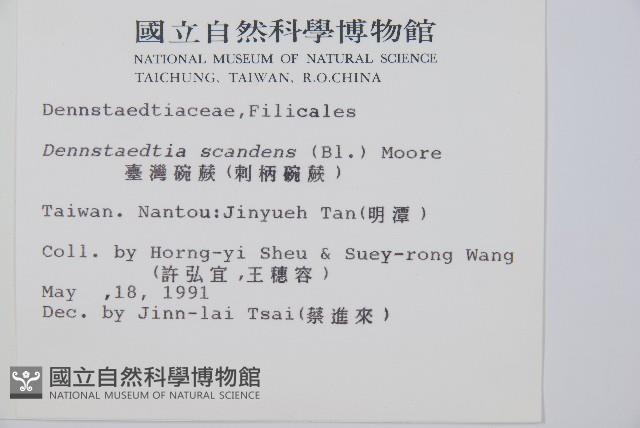 國立自然科學博物館
NATIONAL MUSEUM OF NATURAL SCIENCE
TAICHUNG, TAIWAN, R.O.CHINA
Dennstaedtiaceae,Filicales
Dennstaedtia scandens (Bl.) Moore
臺灣碗蕨(刺柄碗蕨)
Taiwan. Nantou:Jinyueh Tan(明潭)
Coll. by Horng-yi Sheu & Suey-rong Wang
(許弘宜,王穗容)
May ,18, 1991
Dec. by Jinn-lai Tsai(蔡進來)
國立自然科學博物館
NATIONAL MUSEUM OF NATURAL SCIENCE